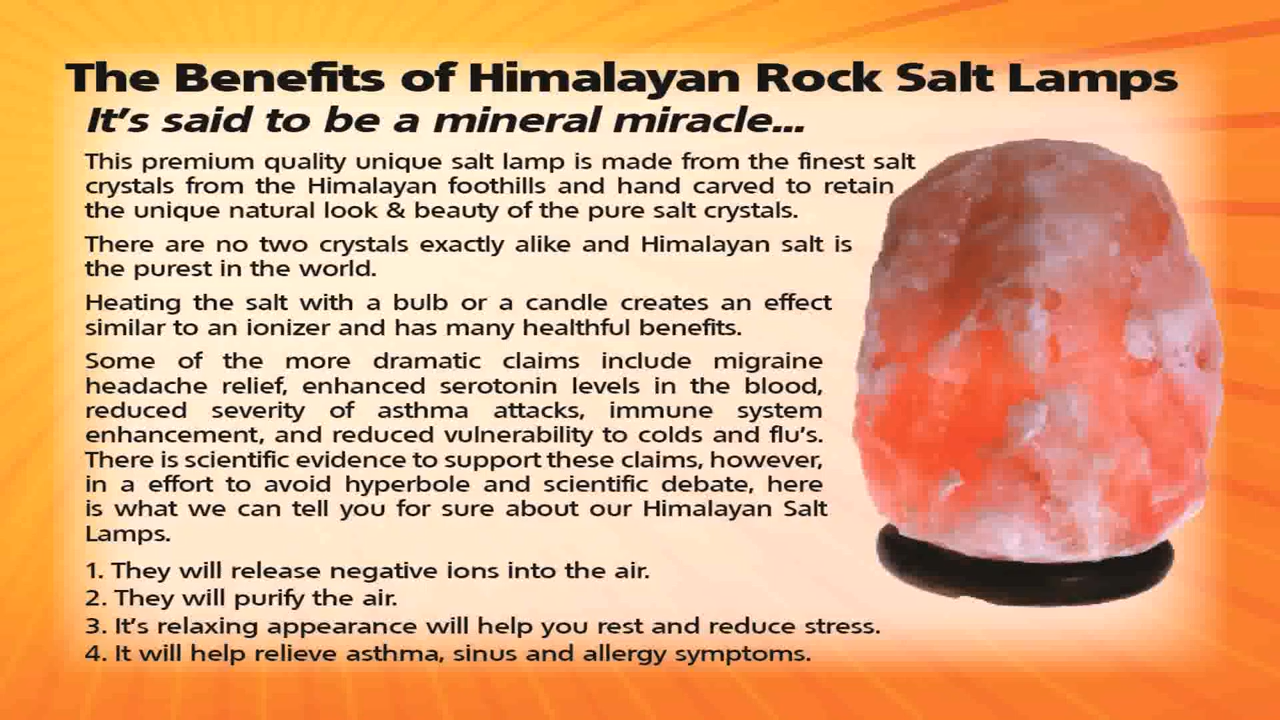 The Benefits of Himalayan Rock Salt Lamps
It's said to be a mineral miracle...
This premium quality unique salt lamp is made from the finest salt
crystals from the Himalayan foothills and hand carved to retain
the unique natural look & beauty of the pure salt crystals.
There are no two crystals exactly alike and Himalayan salt is
the purest in the world.
Heating the salt with a bulb or a candle creates an effect
similar to an ionizer and has many healthful benefits.
Some of the more dramatic claims include migraine
headache relief, enhanced serotonin levels in the blood,
reduced severity of asthma attacks, immune system
enhancement, and reduced vulnerability to colds and flu's.
There is scientific evidence to support these claims, however,
in a effort to avoid hyperbole and scientific debate, here
is what we can tell you for sure about our Himalayan Salt
Lamps.
1. They will release negative ions into the air.
2. They will purify the air.
3. It's relaxing appearance will help you rest and reduce stress.
4. It will help relieve asthma, sinus and allergy symptoms.